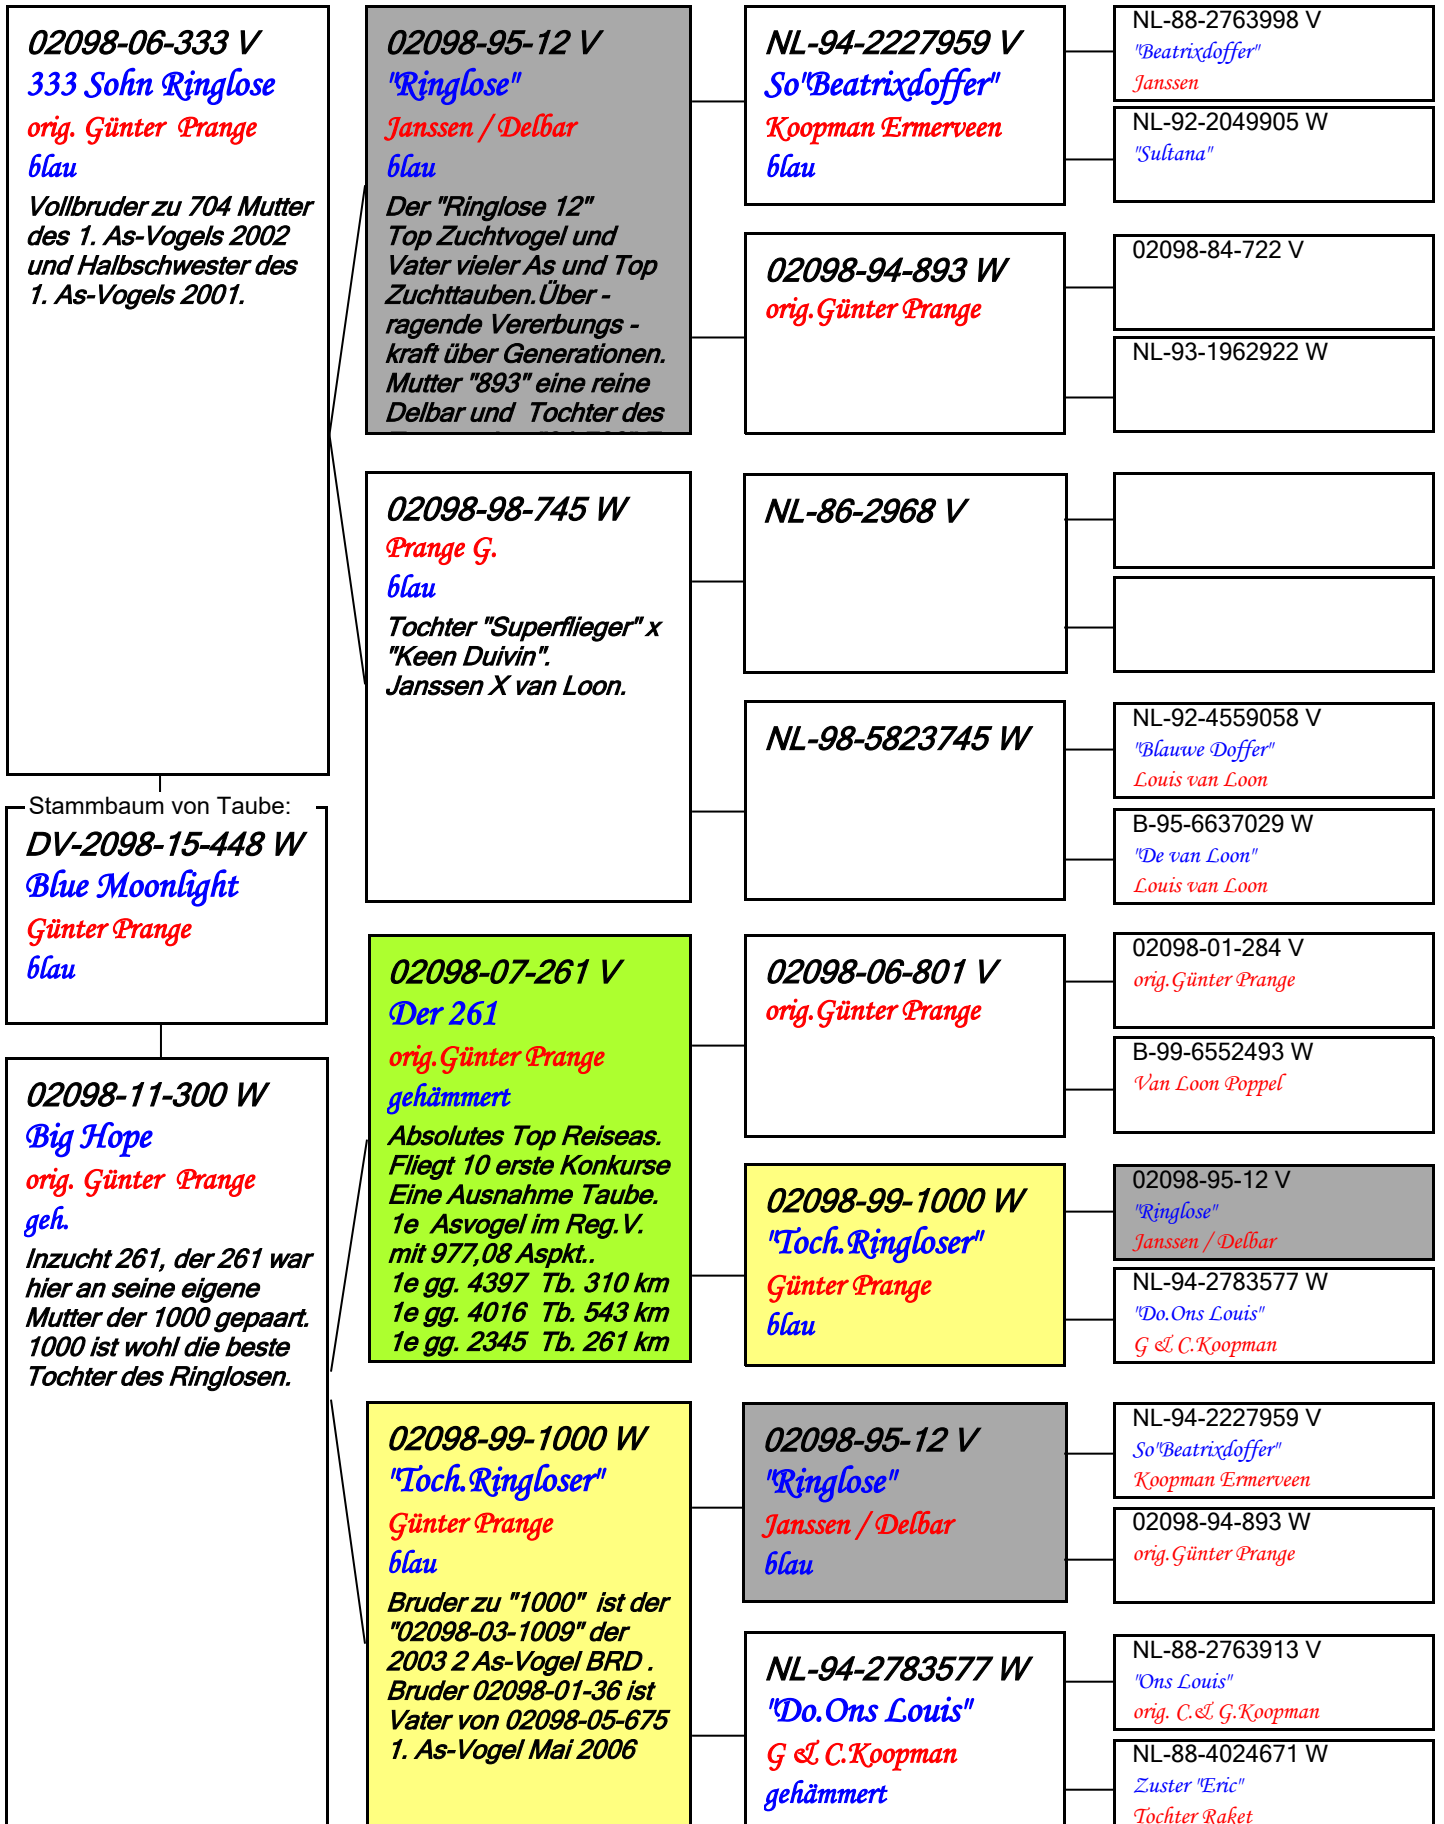 02098-06-333 V
333 Sohn Ringlose
orig. Günter Prange
blau
Vollbruder zu 704 Mutter
des 1. As-Vogels 2002
und Halbschwester des
1. As-Vogels 2001.
Stammbaum von Taube:
DV-2098-15-448 W
Blue Moonlight
Günter Prange
blau
02098-11-300 W
Big Hope
orig. Günter Prange
geh.
Inzucht 261, der 261 war
hier an seine eigene
Mutter der 1000 gepaart.
1000 ist wohl die beste
Tochter des Ringlosen.
02098-95-12 V
"Ringlose"
Janssen / Delbar
blau
Der "Ringlose 12"
Top Zuchtvogel und
Vater vieler As und Top
Zuchttauben.Über -
ragende Vererbungs -
kraft über Generationen.
Mutter "893" eine reine
Delbar und Tochter des
02098-98-745 W
Prange G.
blau
Tochter "Superflieger" x
"Keen Duivin".
Janssen X van Loon.
02098-07-261 V
Der 261
orig.Günter Prange
gehämmert
Absolutes Top Reiseas.
Fliegt 10 erste Konkurse
Eine Ausnahme Taube.
1e Asvogel im Reg.V.
mit 977,08 Aspkt..
1e gg. 4397 Tb. 310 km
1e gg. 4016 Tb. 543 km
1e gg. 2345 Tb. 261 km
02098-99-1000 W
"Toch.Ringloser"
Günter Prange
blau
Bruder zu "1000" ist der
"02098-03-1009" der
2003 2 As-Vogel BRD .
Bruder 02098-01-36 ist
Vater von 02098-05-675
1. As-Vogel Mai 2006
NL-94-2227959 V
So"Beatrixdoffer"
Koopman Ermerveen
blau
02098-94-893 W
orig.Günter Prange
NL-86-2968 V
NL-98-5823745 W
02098-06-801 V
orig.Günter Prange
02098-99-1000 W
"Toch.Ringloser"
Günter Prange
blau
02098-95-12 V
"Ringlose"
Janssen / Delbar
blau
NL-94-2783577 W
"Do.Ons Louis"
G & C.Koopman
gehämmert
NL-88-2763998 V
"Beatrixdoffer"
Janssen
NL-92-2049905 W
"Sultana"
02098-84-722 V
NL-93-1962922 W
NL-92-4559058 V
"Blauwe Doffer"
Louis van Loon
B-95-6637029 W
"De van Loon"
Louis van Loon
02098-01-284 V
orig.Günter Prange
B-99-6552493 W
Van Loon Poppel
02098-95-12 V
"Ringlose"
Janssen / Delbar
NL-94-2783577 W
"Do.Ons Louis"
G & C.Koopman
NL-94-2227959 V
So"Beatrixdoffer"
Koopman Ermerveen
02098-94-893 W
orig.Günter Prange
NL-88-2763913 V
"Ons Louis"
orig. C.& G.Koopman
NL-88-4024671 W
Zuster "Eric"
Tochter Raket